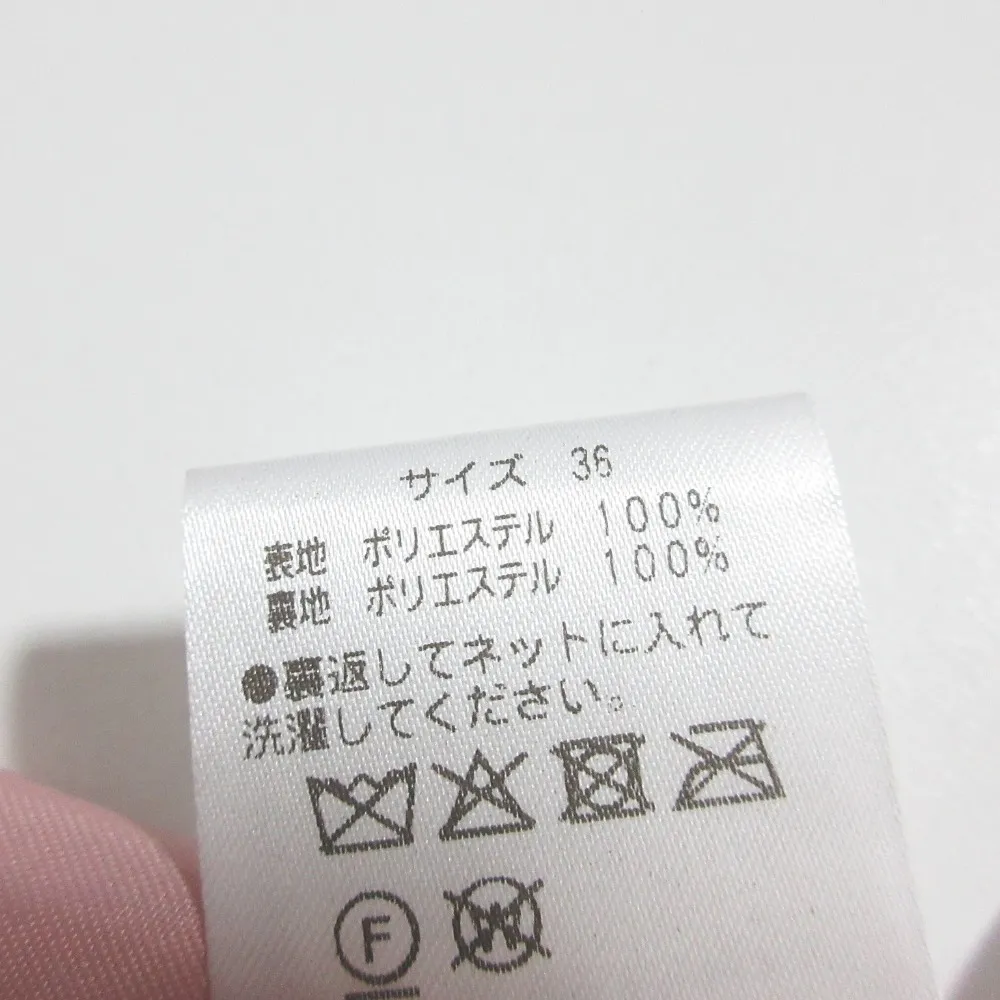 サイズ 36
表地 ポリエステル 100%
裏地 ポリエステル 100%
●裏返してネットに入れて
洗濯してください。
F
W